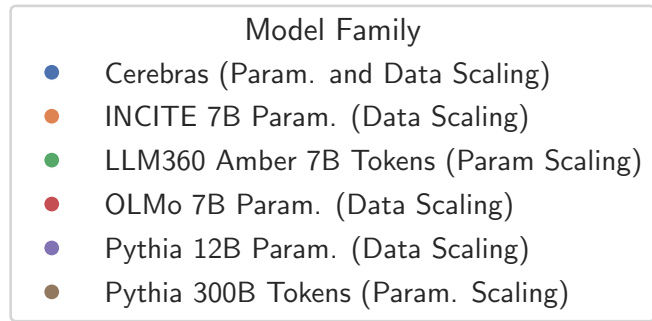 Model Family
Cerebras (Param. and Data Scaling)
INCITE 7B Param. (Data Scaling)
LLM360 Amber 7B Tokens (Param Scaling)
OLMo 7B Param. (Data Scaling)
Pythia 12B Param. (Data Scaling)
Pythia 300B Tokens (Param. Scaling)